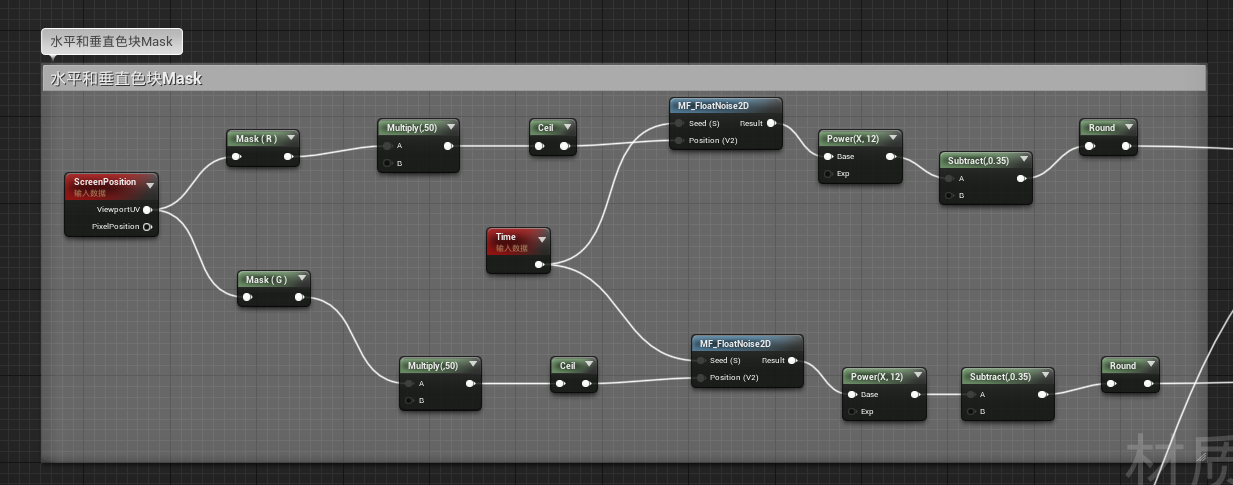 水平和垂直色块Mask
水平和垂直色块Mask
MF_FloatNoise2D
Seed (S)
Result
Position (V2)
Mask ( R )
Multiply(,50)
A
B
Ceil
Power(X, 12)
Base
Exp
Round
Subtract(,0.35)
A
B
ScreenPosition
输入数据
ViewportUV
PixelPosition
Time
输入数据
Mask ( G )
Multiply(,50)
A
B
Ceil
MF_FloatNoise2D
Seed (S)
Result
Position (V2)
Power(X, 12)
Base
Exp
Subtract(,0.35)
A
B
Round
材质